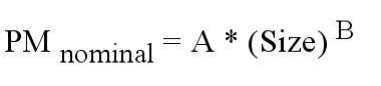 PM nominal = A * (Size) B